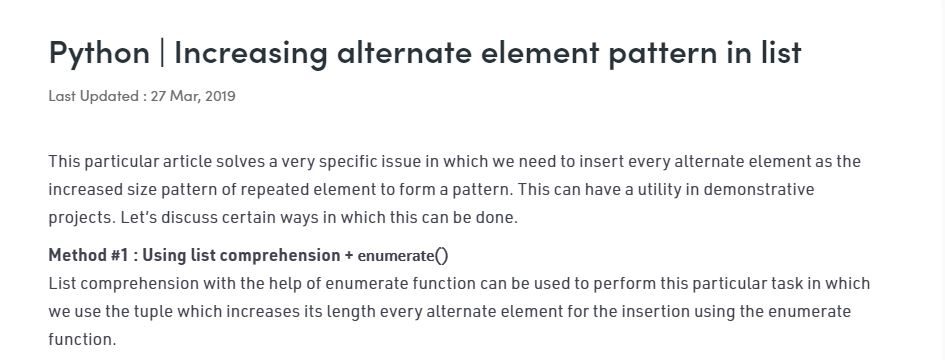 Python | Increasing alternate element pattern in list
Last Updated : 27 Mar, 2019
This particular article solves a very specific issue in which we need to insert every alternate element as the
increased size pattern of repeated element to form a pattern. This can have a utility in demonstrative
projects. Let’s discuss certain ways in which this can be done.
Method #1 : Using list comprehension + enumerate()
List comprehension with the help of enumerate function can be used to perform this particular task in which
we use the tuple which increases its length every alternate element for the insertion using the enumerate
function.